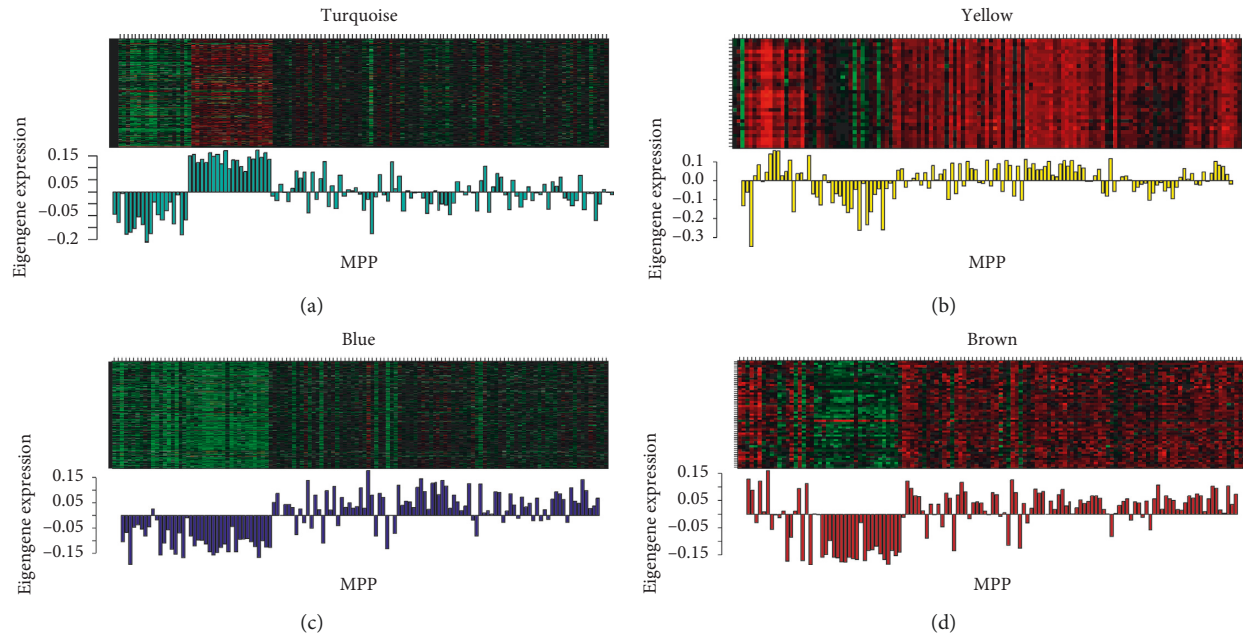 Turquoise
Eigengene expression
0.15
0.05
−0.05
−0.2
MPP
(a)
Yellow
Eigengene expression
0.1
0.0
−0.1
−0.2
−0.3
MPP
(b)
Blue
Eigengene expression
0.15
0.05
−0.05
−0.15
MPP
(c)
Brown
Eigengene expression
0.15
0.05
−0.05
−0.15
MPP
(d)